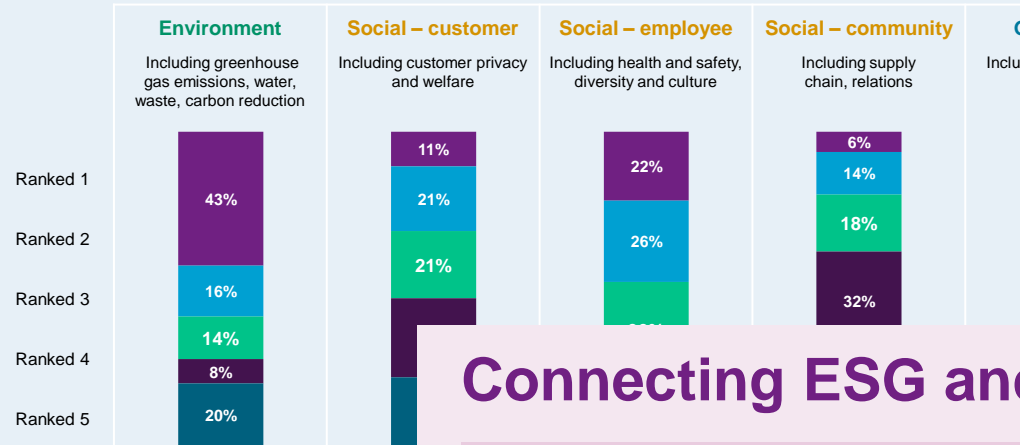 Environment
Including greenhouse
gas emissions, water,
waste, carbon reduction
Social – customer
Including customer privacy
and welfare
Social – employee
Including health and safety,
diversity and culture
Social – community
Including supply
chain, relations
Ranked 1
Ranked 2
Ranked 3
Ranked 4
Ranked 5
43%
16%
14%
8%
20%
11%
21%
21%
22%
26%
6%
14%
18%
32%
Connecting ESG